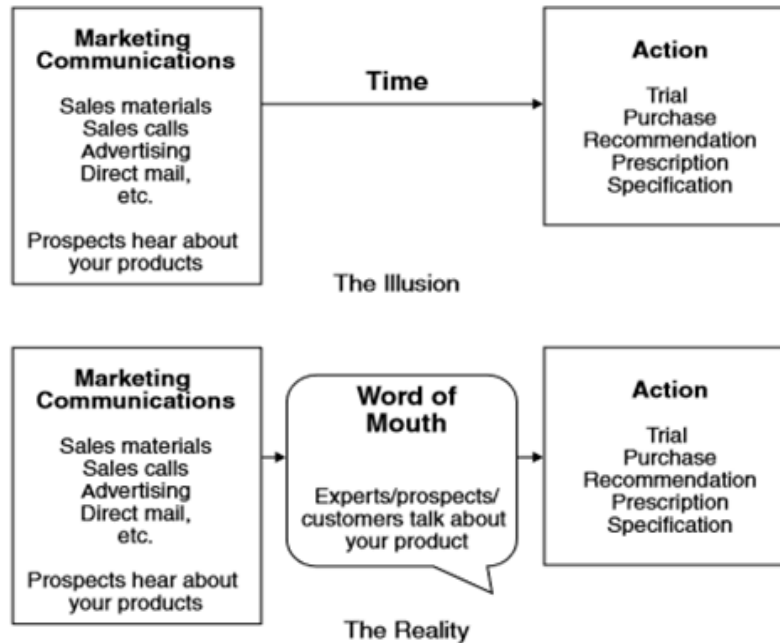 Marketing
Communications
Sales materials
Sales calls
Advertising
Direct mail,
etc.
Prospects hear about
your products
Time
Action
Trial
Purchase
Recommendation
Prescription
Specification
The Illusion
Marketing
Communications
Sales materials
Sales calls
Advertising
Direct mail,
etc.
Prospects hear about
your products
Word of
Mouth
Experts/prospects/
customers talk about
your product
Action
Trial
Purchase
Recommendation
Prescription
Specification
The Reality